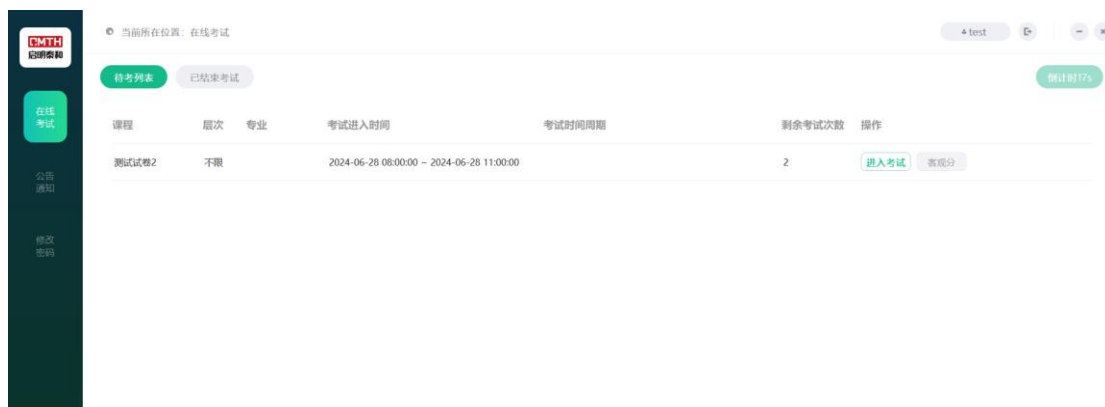 CMTH
启明泰和
当前所在位置：在线考试
test
待考列表 已结束考试
倒计时17s
在线
考试
课程 层次 专业 考试进入时间 考试时间周期 剩余考试次数 操作
测试试卷2 不限 2024-06-28 08:00:00 ~ 2024-06-28 11:00:00 2 进入考试 客观分
公告
通知
修改
密码